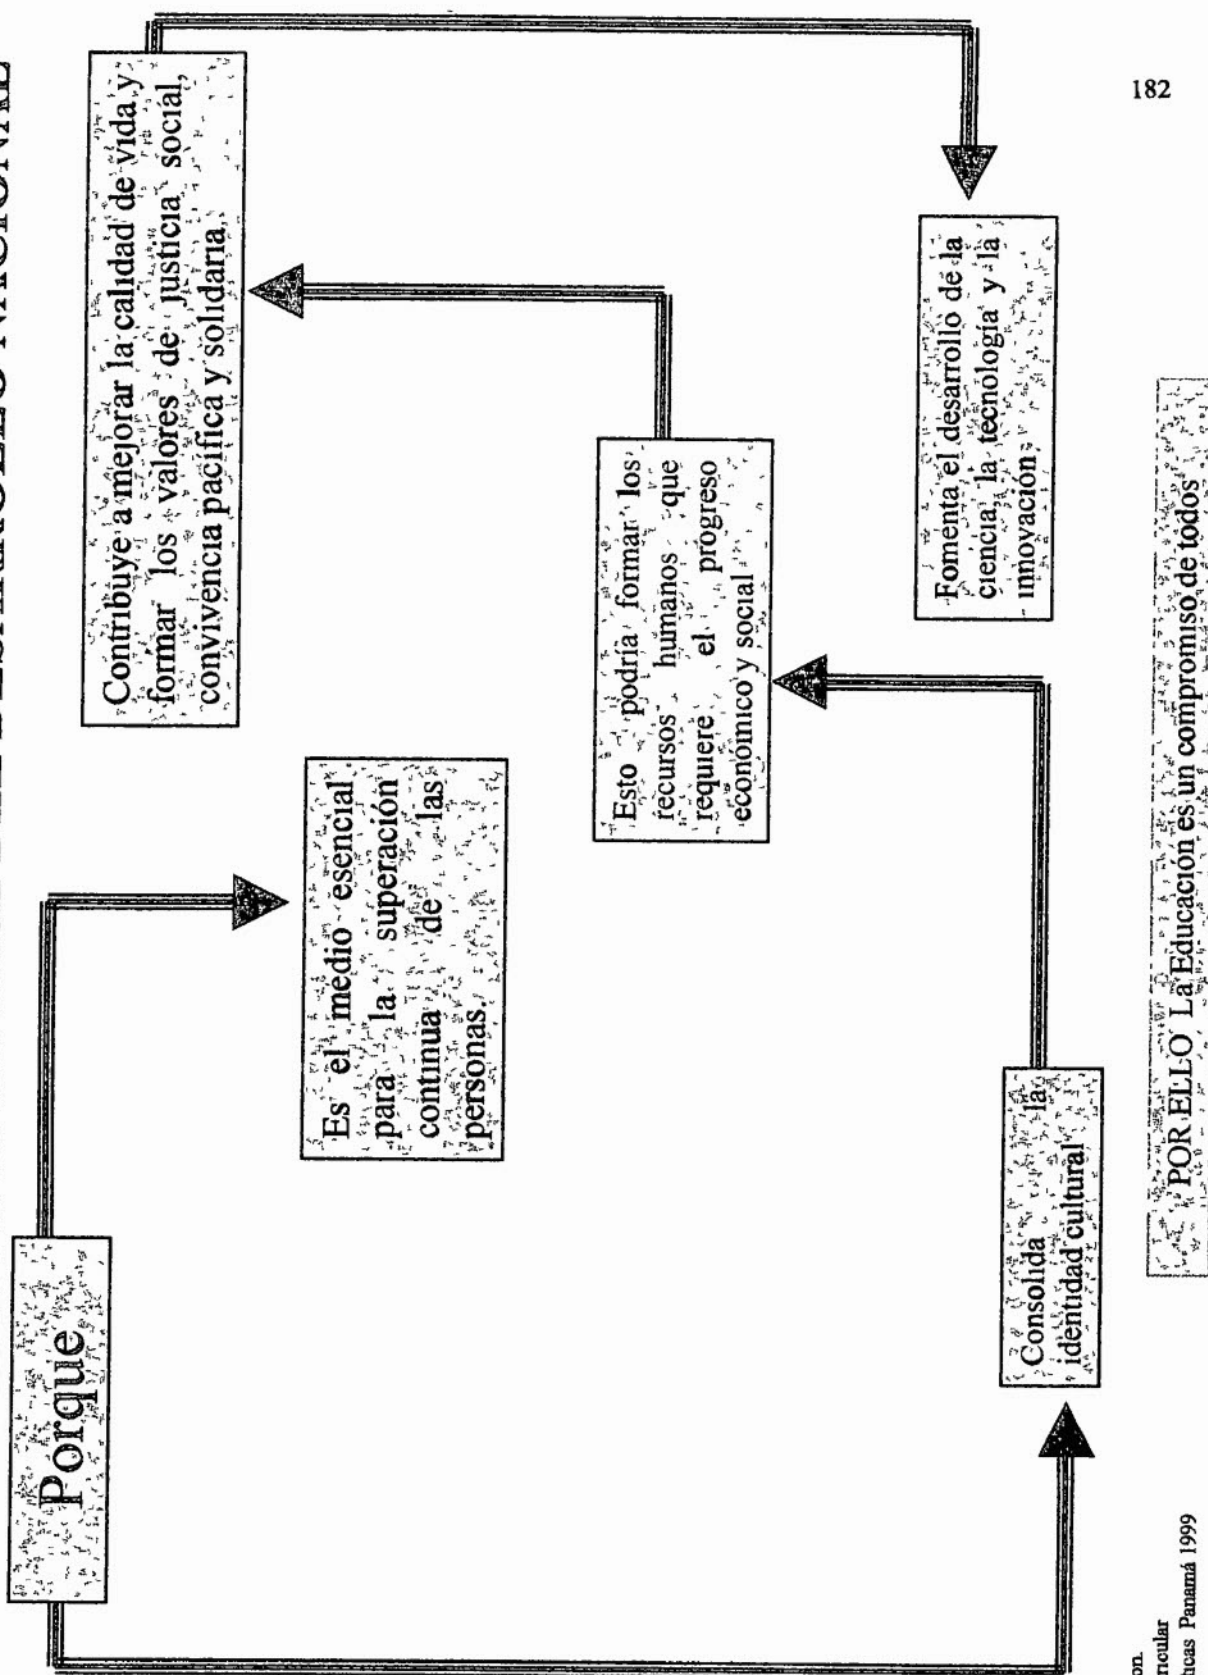 DESARROLLO NACIONAL
Porque
Es el medio esencial
para la superación
continua de las
personas.
Contribuye a mejorar la calidad de vida y
formar los valores de justicia social,
convivencia pacífica y solidaria
Esto podría formar los
recursos humanos que
requiere el progreso
económico y social
Consolida la
identidad cultural
Fomenta el desarrollo de la
ciencia, la tecnología y la
innovación
POR ELLO La Educación es un compromiso de todos
Panamá 1999
182